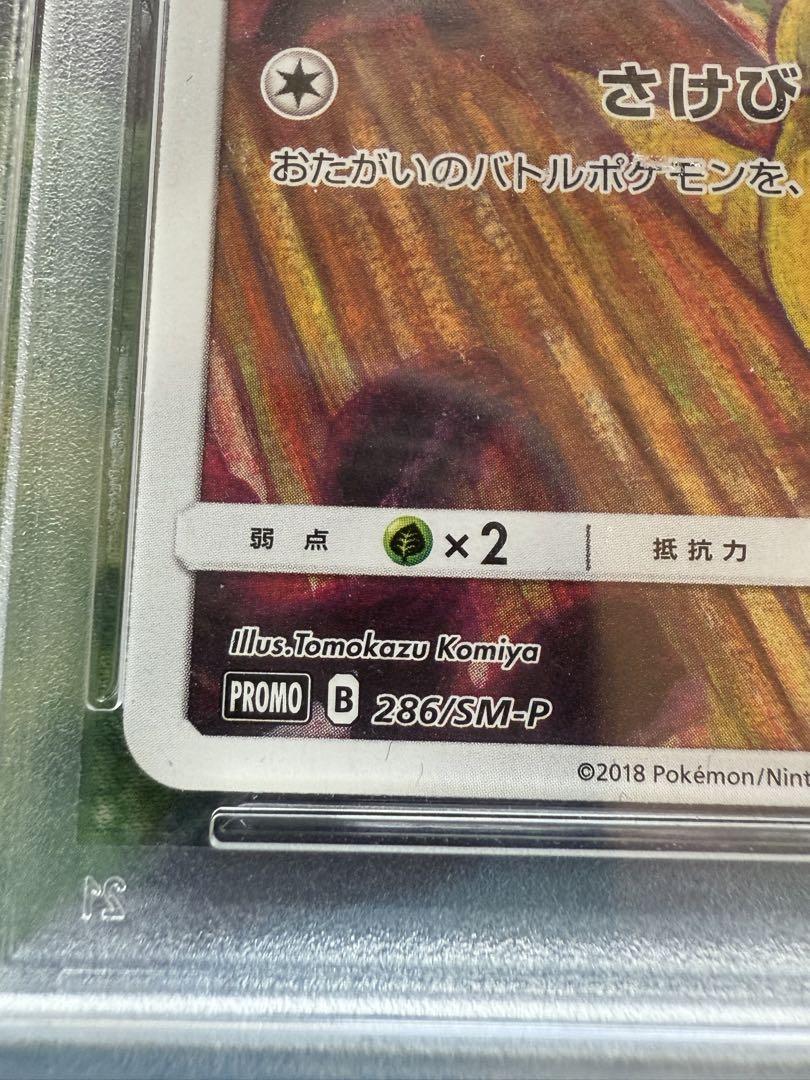 さけび
おたがいのバトルポケモンを、
弱点 ×2 抵抗力
Illus.Tomokazu Komiya
PROMO B 286/SM-P
©2018 Pokémon/Nint
21